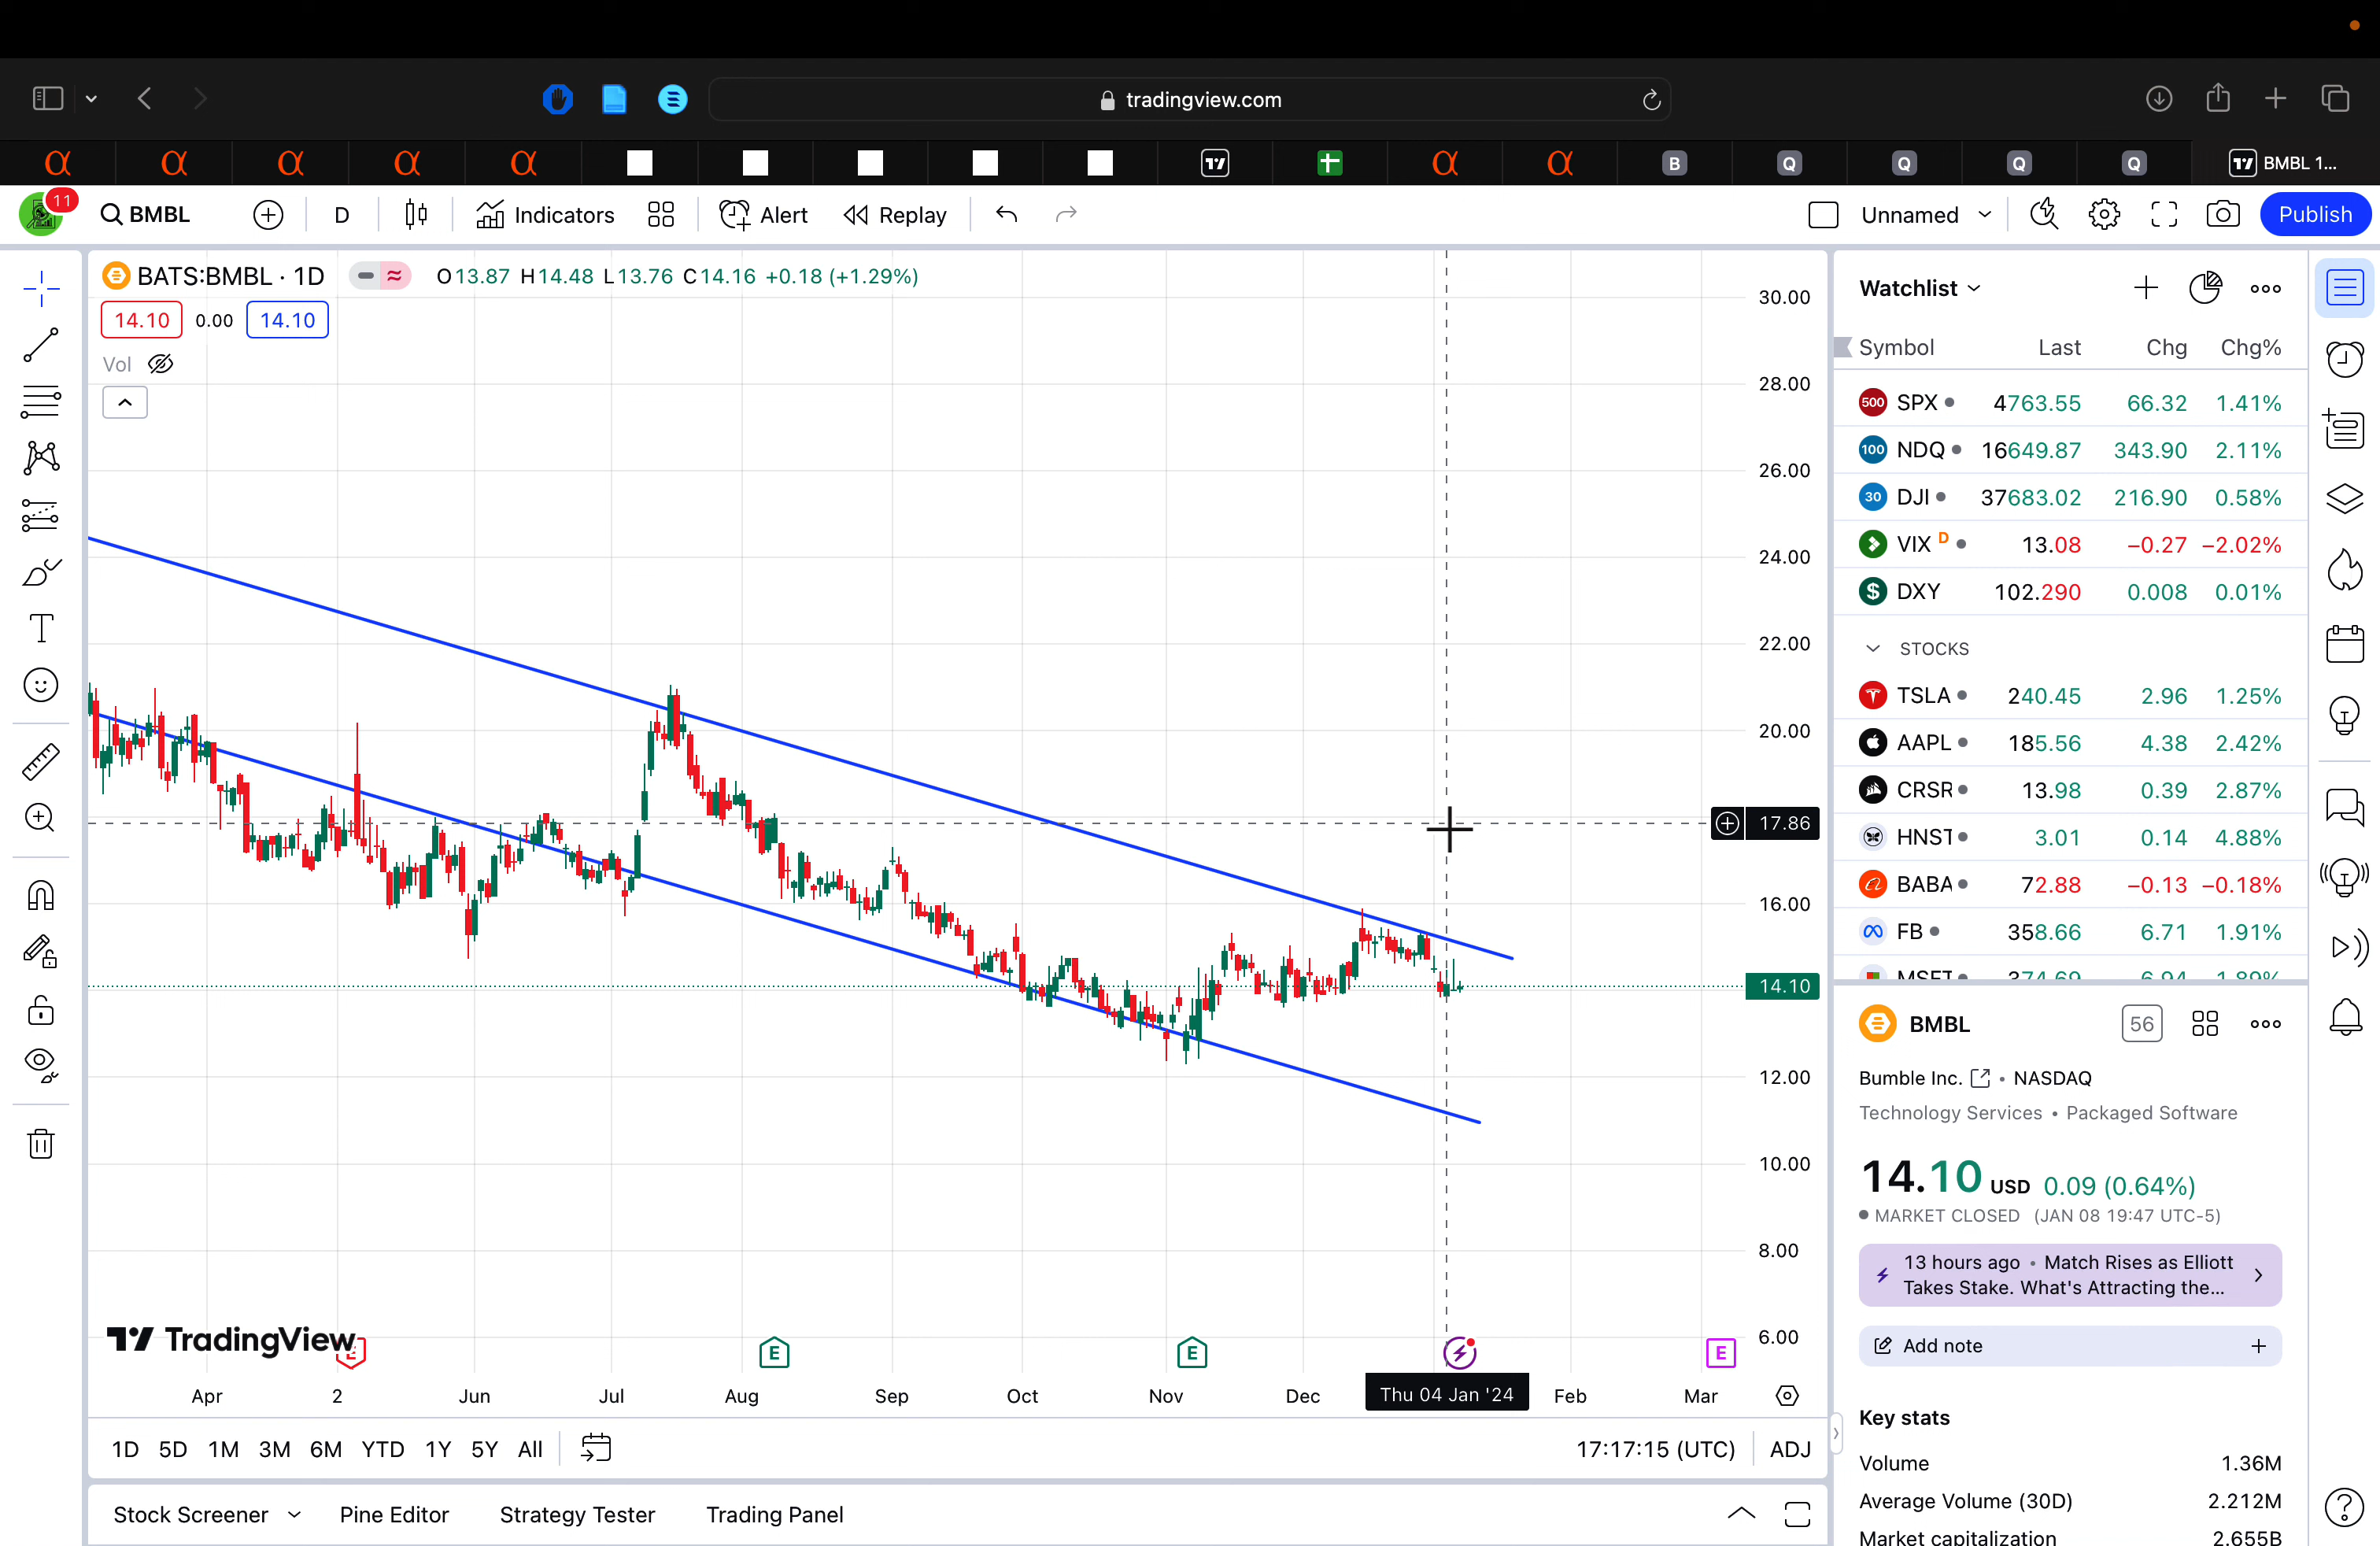 tradingview.com
BMBL 1...
11
BMBL
D
Indicators
Alert
Replay
Unnamed
Publish
BATS:BMBL · 1D
O13.87 H14.48 L13.76 C14.16 +0.18 (+1.29%)
14.10 0.00 14.10
Vol
30.00
28.00
26.00
24.00
22.00
20.00
17.86
16.00
14.10
12.00
10.00
8.00
6.00
TradingView
E E E
Apr 2 Jun Jul Aug Sep Oct Nov Dec Thu 04 Jan '24 Feb Mar
1D 5D 1M 3M 6M YTD 1Y 5Y All
17:17:15 (UTC) ADJ
Stock Screener Pine Editor Strategy Tester Trading Panel
Watchlist
Symbol Last Chg Chg%
500 SPX 4763.55 66.32 1.41%
100 NDQ 16649.87 343.90 2.11%
30 DJI 37683.02 216.90 0.58%
VIX D 13.08 −0.27 −2.02%
$ DXY 102.290 0.008 0.01%
STOCKS
TSLA 240.45 2.96 1.25%
AAPL 185.56 4.38 2.42%
CRSR 13.98 0.39 2.87%
HNST 3.01 0.14 4.88%
BABA 72.88 −0.13 −0.18%
FB 358.66 6.71 1.91%
MSFT 374.69 6.94 1.89%
BMBL 56
Bumble Inc. • NASDAQ
Technology Services • Packaged Software
14.10 USD 0.09 (0.64%)
MARKET CLOSED (JAN 08 19:47 UTC-5)
13 hours ago • Match Rises as Elliott
Takes Stake. What's Attracting the...
Add note
Key stats
Volume 1.36M
Average Volume (30D) 2.212M
Market capitalization 2.655B